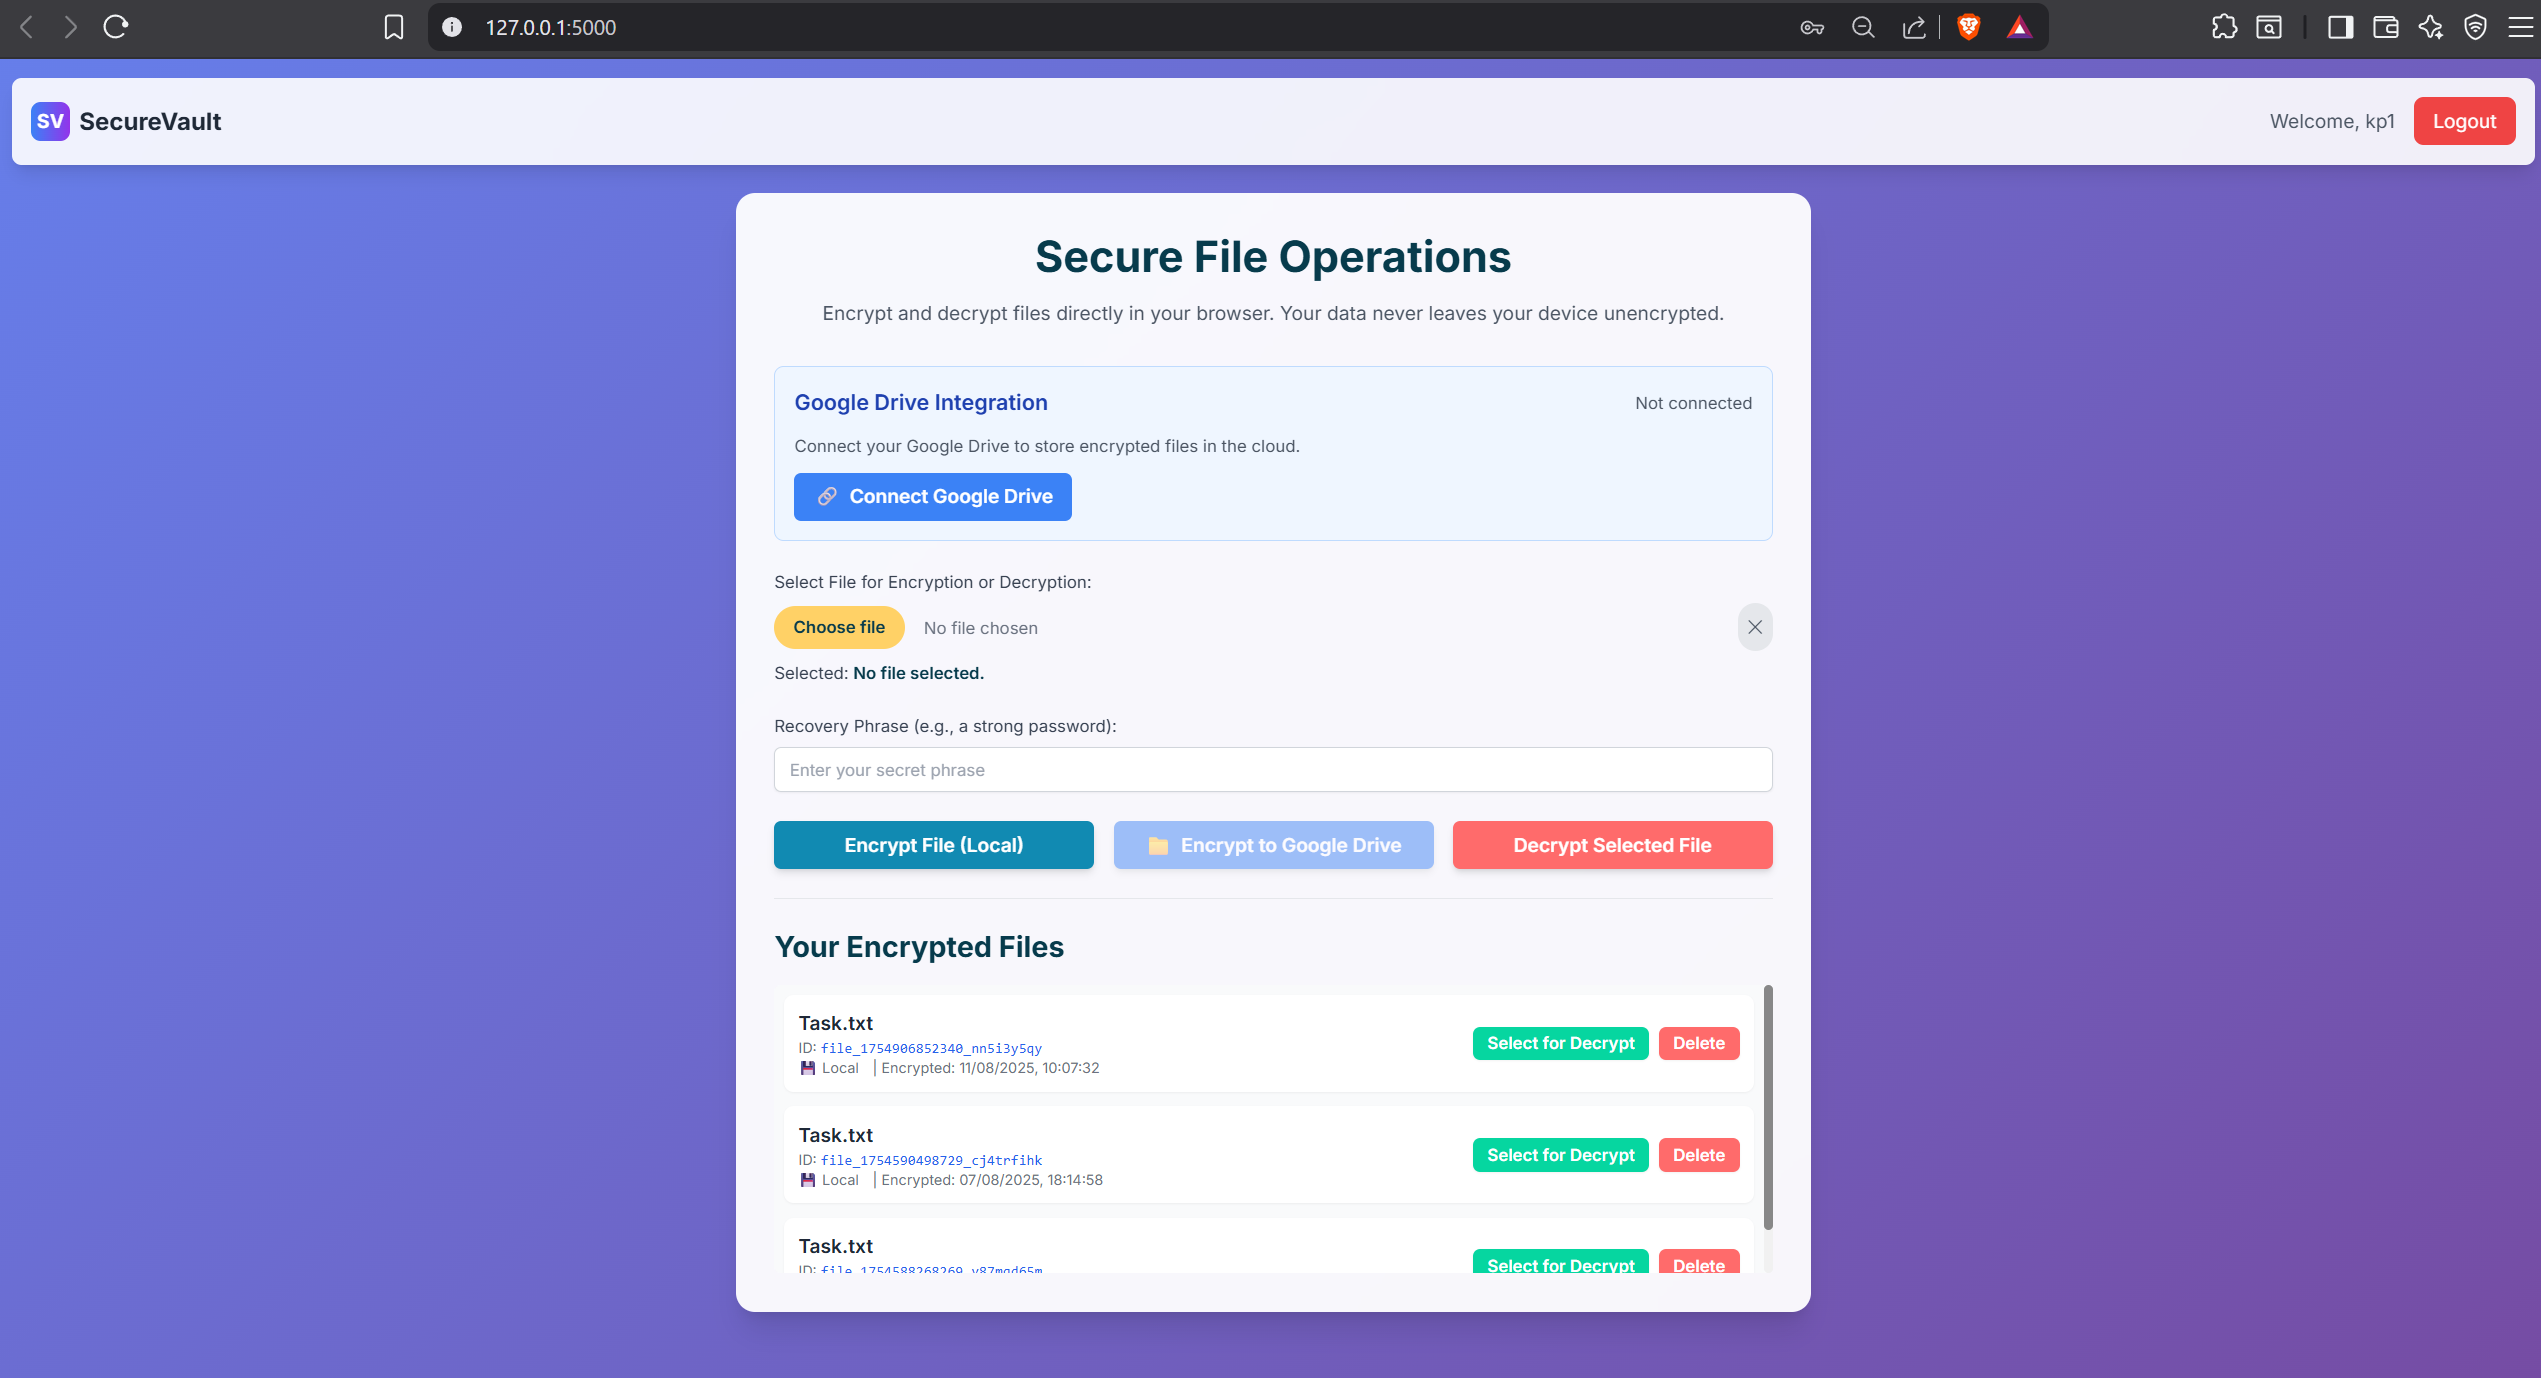 127.0.0.1:5000
SV SecureVault
Welcome, kp1
Logout
Secure File Operations
Encrypt and decrypt files directly in your browser. Your data never leaves your device unencrypted.
Google Drive Integration
Not connected
Connect your Google Drive to store encrypted files in the cloud.
Connect Google Drive
Select File for Encryption or Decryption:
Choose file
No file chosen
Selected: No file selected.
Recovery Phrase (e.g., a strong password):
Enter your secret phrase
Encrypt File (Local)
Encrypt to Google Drive
Decrypt Selected File
Your Encrypted Files
Task.txt
ID: file_1754906852340_nn5i3y5qy
Local | Encrypted: 11/08/2025, 10:07:32
Select for Decrypt
Delete
Task.txt
ID: file_1754590498729_cj4trfihk
Local | Encrypted: 07/08/2025, 18:14:58
Select for Decrypt
Delete
Task.txt
ID:
Select for Decrypt
Delete